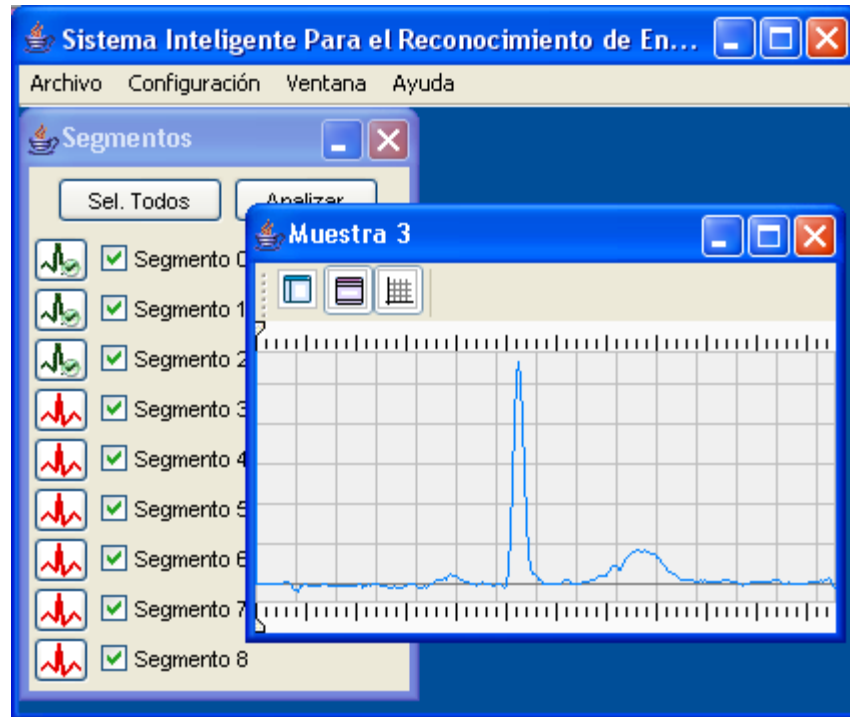 Sistema Inteligente Para el Reconocimiento de En...
Archivo Configuración Ventana Ayuda
Segmentos
Sel. Todos Analizar
Muestra 3
Segmento 0
Segmento 1
Segmento 2
Segmento 3
Segmento 4
Segmento 5
Segmento 6
Segmento 7
Segmento 8